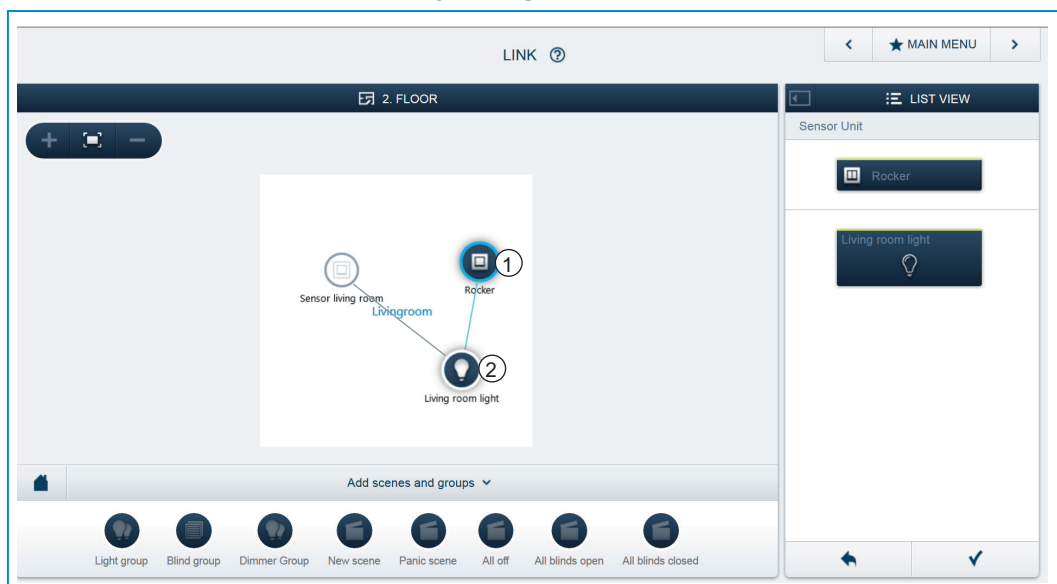 LINK ?
MAIN MENU
2. FLOOR
LIST VIEW
Sensor Unit
Rocker
Living room light
1
Rocker
Sensor living room
Livingroom
2
Living room light
Add scenes and groups
Light group
Blind group
Dimmer Group
New scene
Panic scene
All off
All blinds open
All blinds closed